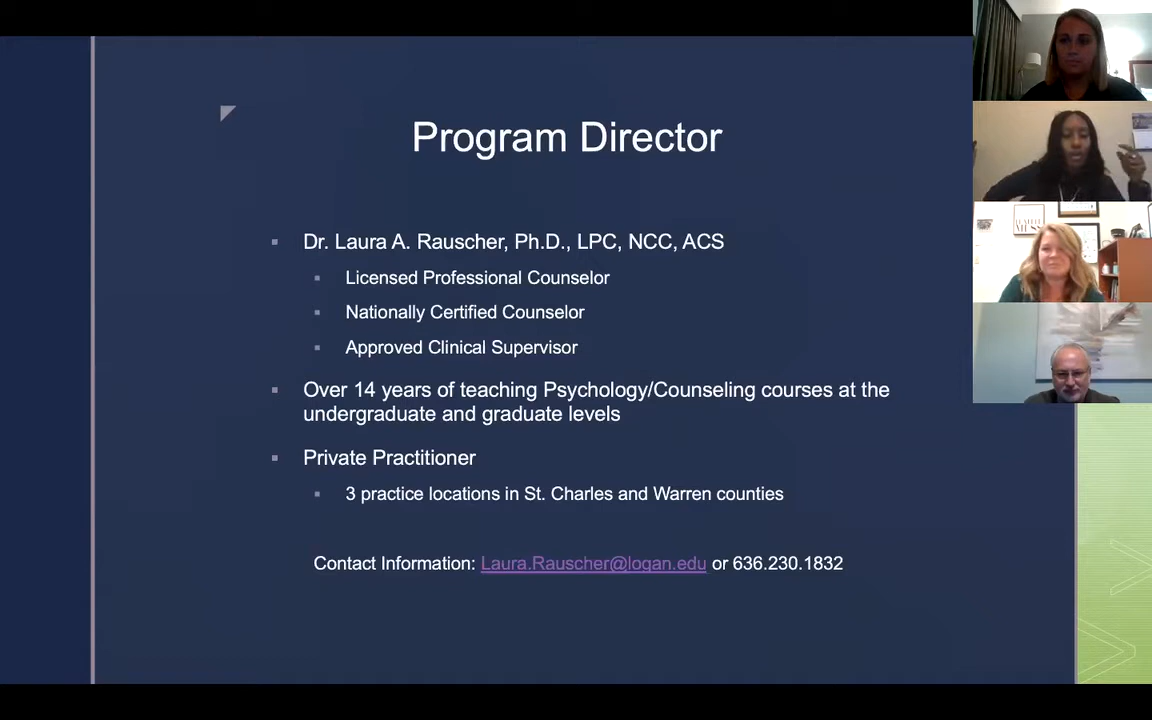 Program Director
Dr. Laura A. Rauscher, Ph.D., LPC, NCC, ACS
Licensed Professional Counselor
Nationally Certified Counselor
Approved Clinical Supervisor
Over 14 years of teaching Psychology/Counseling courses at the
undergraduate and graduate levels
Private Practitioner
3 practice locations in St. Charles and Warren counties
Contact Information: Laura.Rauscher@logan.edu or 636.230.1832